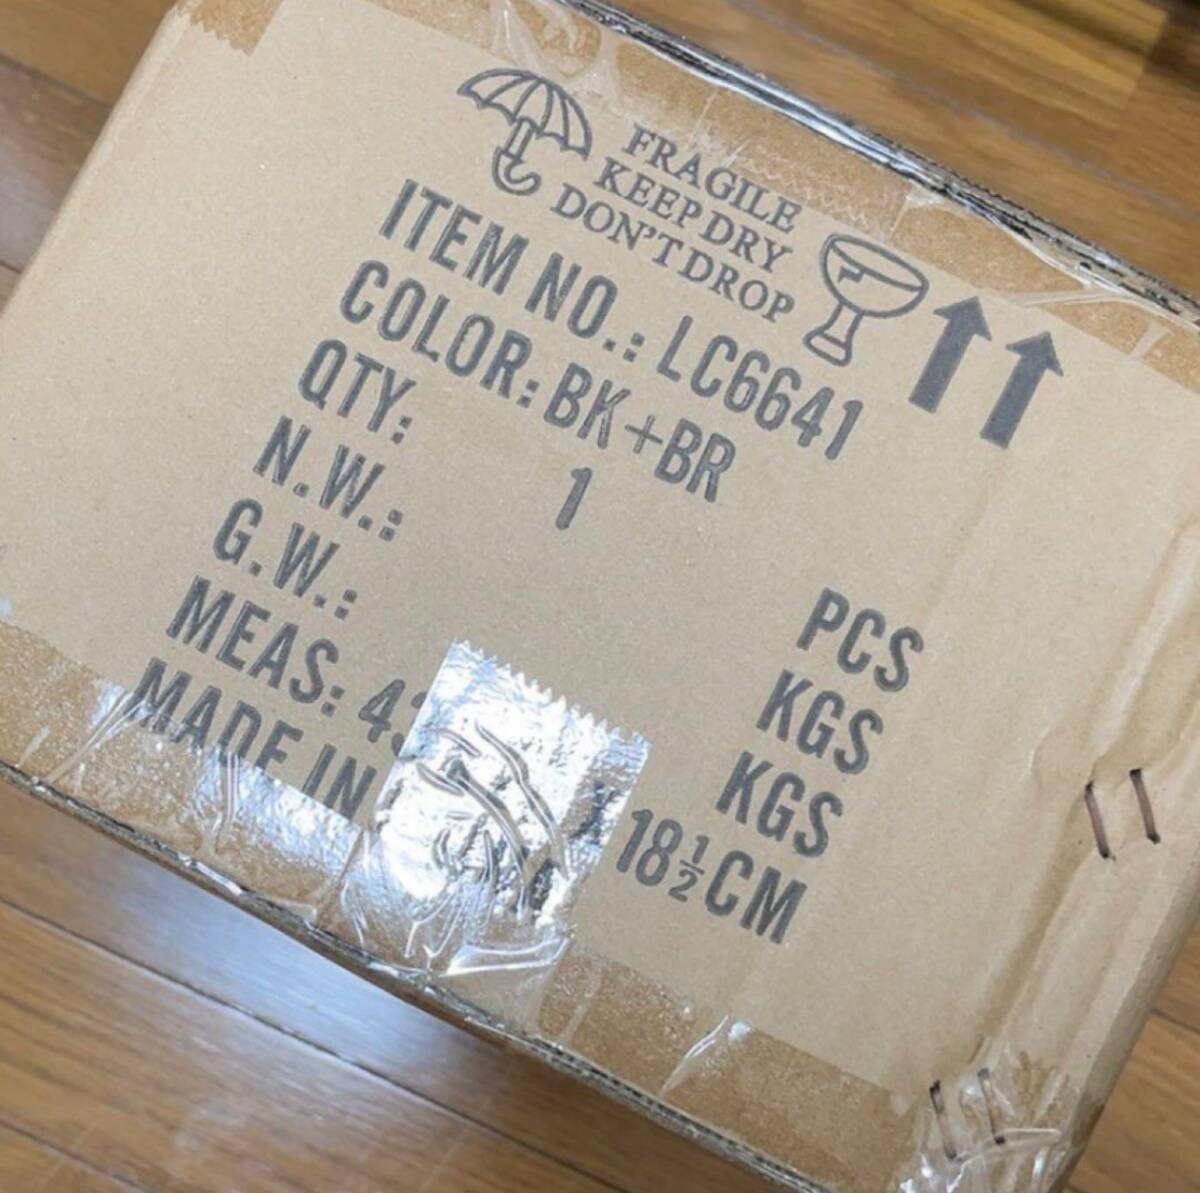 FRAGILE
KEEP DRY
DON'T DROP
ITEM NO.: LC6641
COLOR: BK+BR
QTY: 1 PCS
N.W.: KGS
G.W.: KGS
MEAS: 18½CM
MADE IN